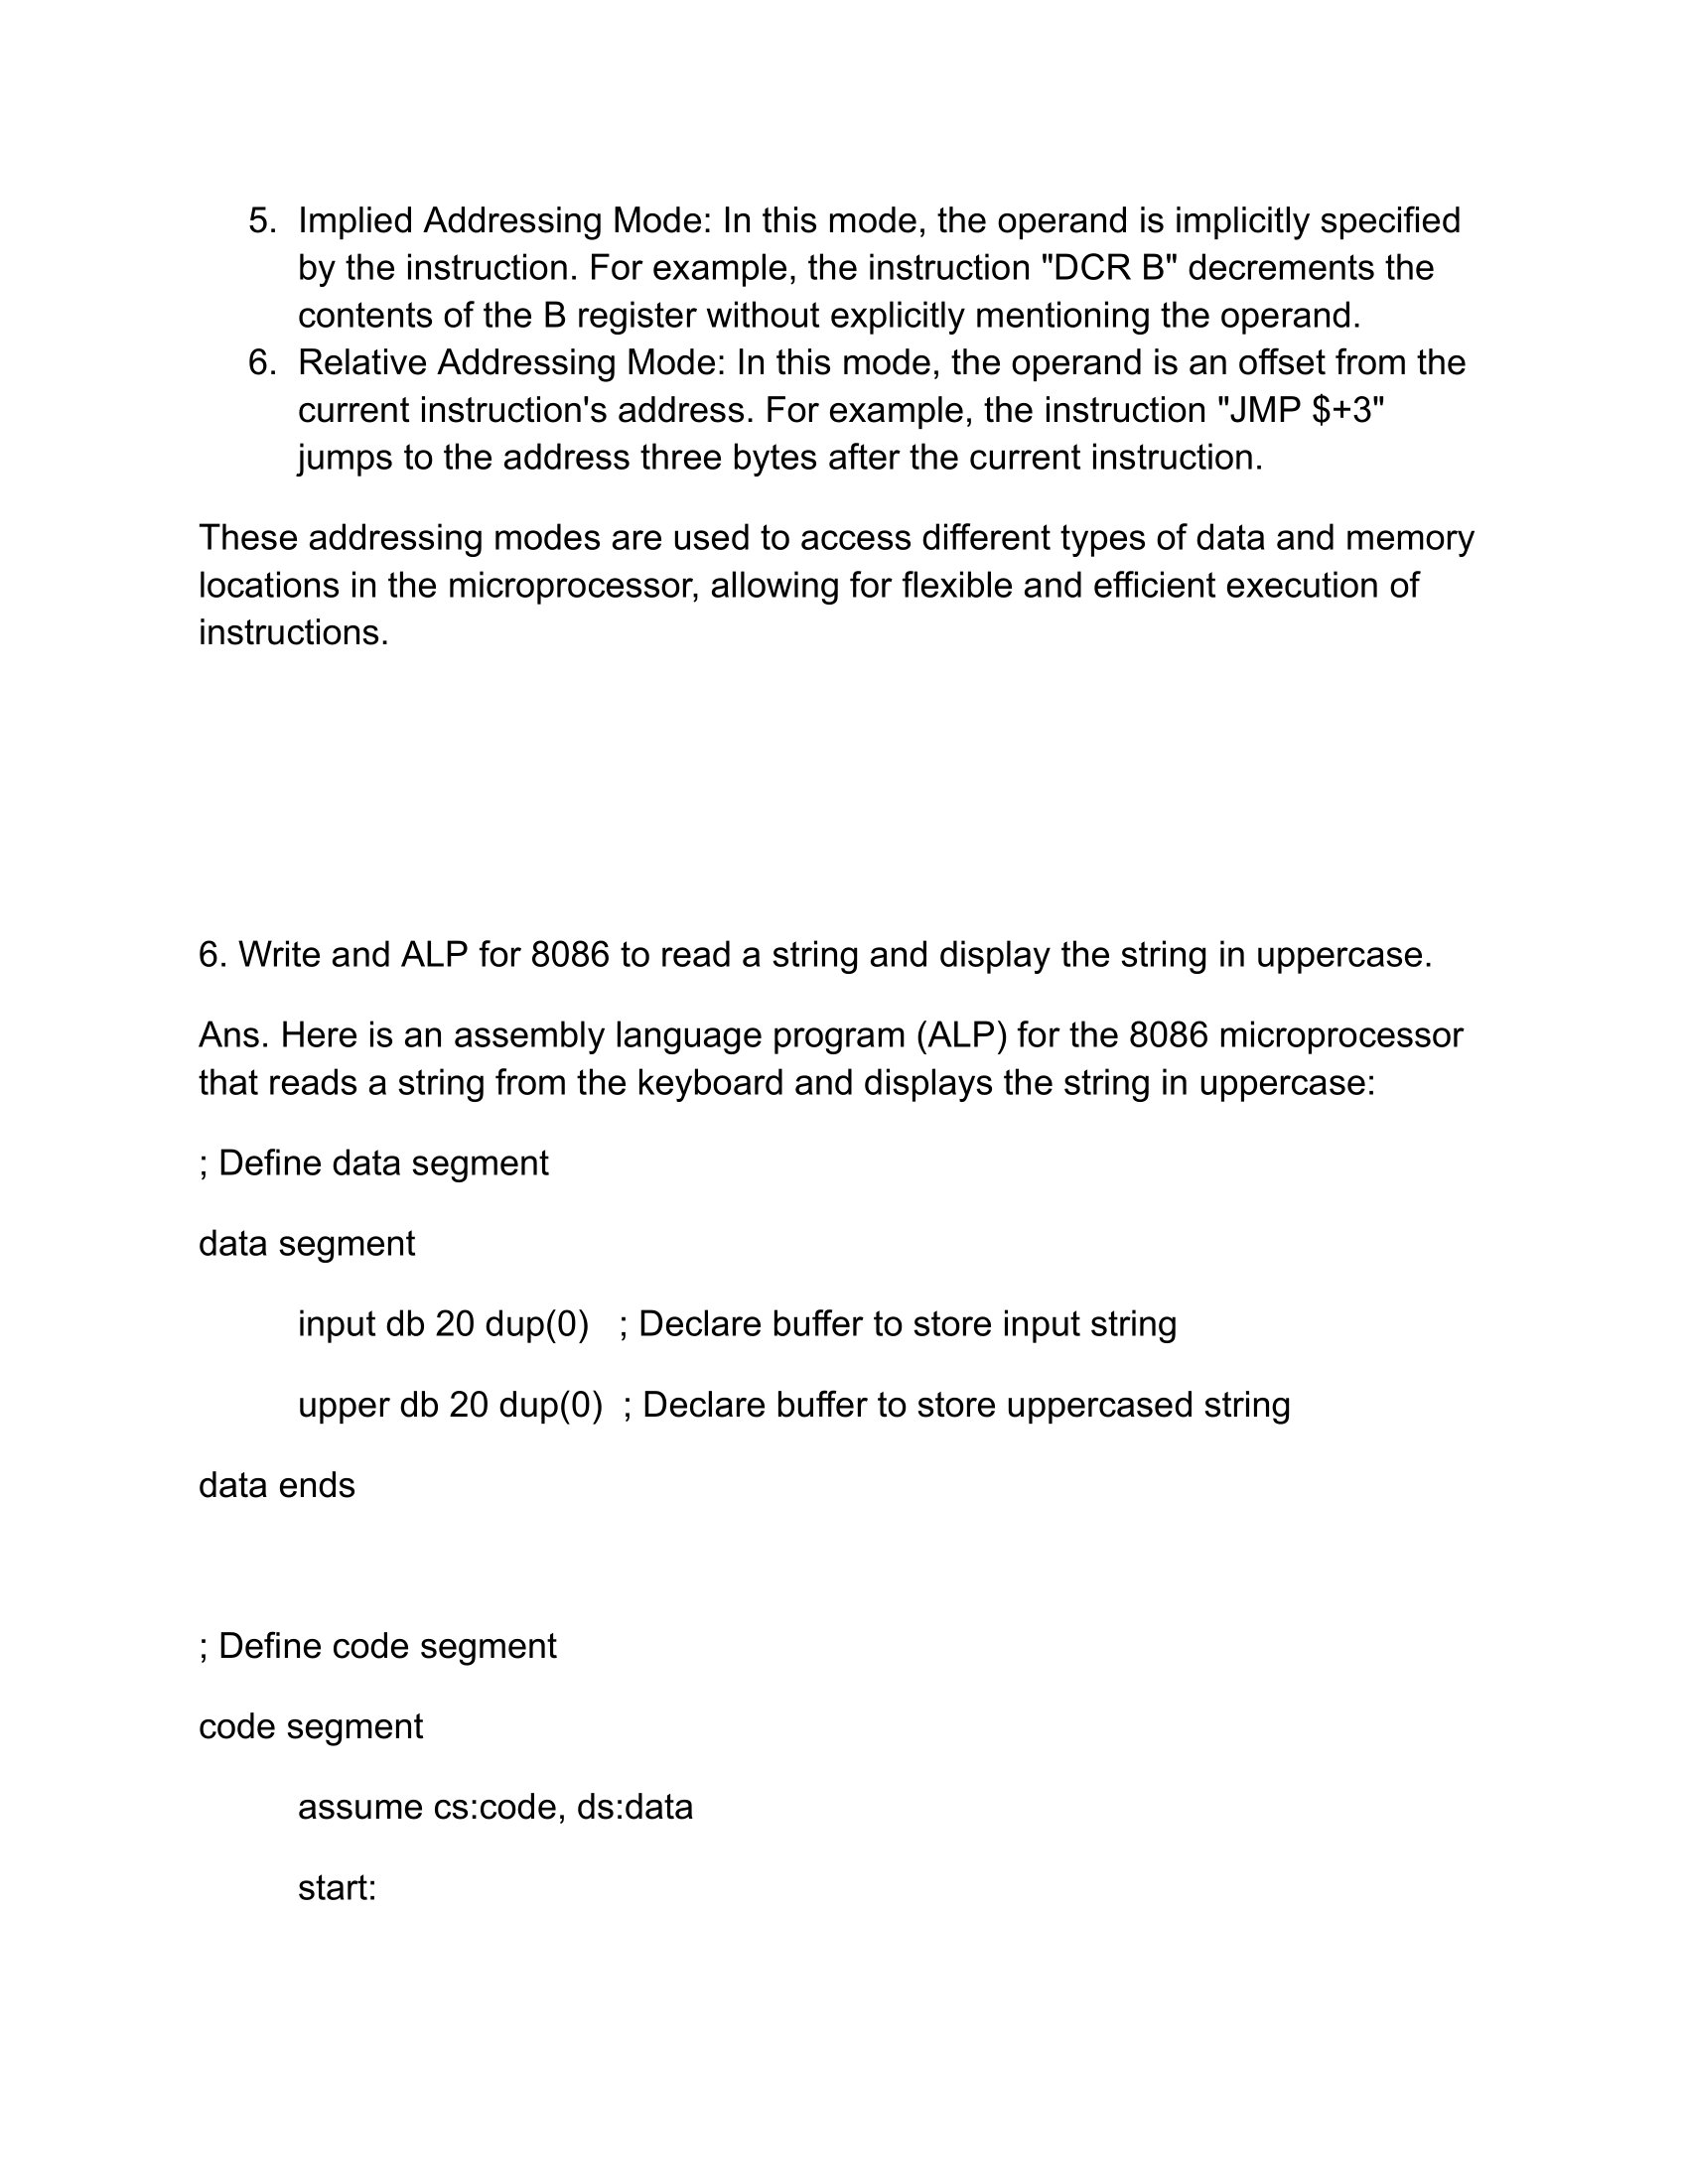 5. Implied Addressing Mode: In this mode, the operand is implicitly specified
by the instruction. For example, the instruction "DCR B" decrements the
contents of the B register without explicitly mentioning the operand.
6. Relative Addressing Mode: In this mode, the operand is an offset from the
current instruction's address. For example, the instruction "JMP $+3"
jumps to the address three bytes after the current instruction.
These addressing modes are used to access different types of data and memory
locations in the microprocessor, allowing for flexible and efficient execution of
instructions.
6. Write and ALP for 8086 to read a string and display the string in uppercase.
Ans. Here is an assembly language program (ALP) for the 8086 microprocessor
that reads a string from the keyboard and displays the string in uppercase:
; Define data segment
data segment
input db 20 dup(0)   ; Declare buffer to store input string
upper db 20 dup(0)  ; Declare buffer to store uppercased string
data ends
; Define code segment
code segment
assume cs:code, ds:data
start: